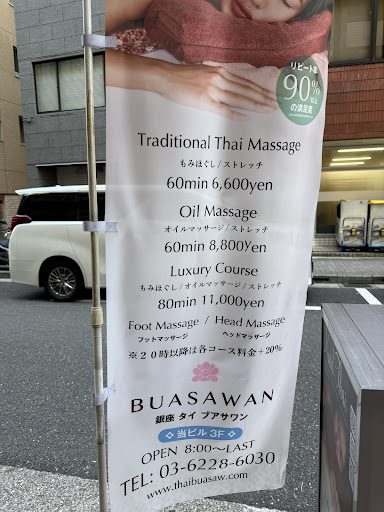 リピート率
90%以上
の満足度
Traditional Thai Massage
もみほぐし/ストレッチ
60min 6,600yen
Oil Massage
オイルマッサージ/ストレッチ
60min 8,800yen
Luxury Course
もみほぐし/オイルマッサージ/ストレッチ
80min 11,000yen
Foot Massage / Head Massage
フットマッサージ ヘッドマッサージ
※20時以降は各コース料金+20%
BUASAWAN
銀座 タイ ブアサワン
当ビル 3F
OPEN 8:00〜LAST
TEL: 03-6228-6030
www.thaibuasaw.com